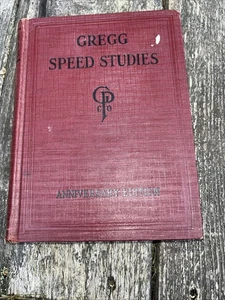 GREGG
SPEED STUDIES
ANNIVERSARY EDITION